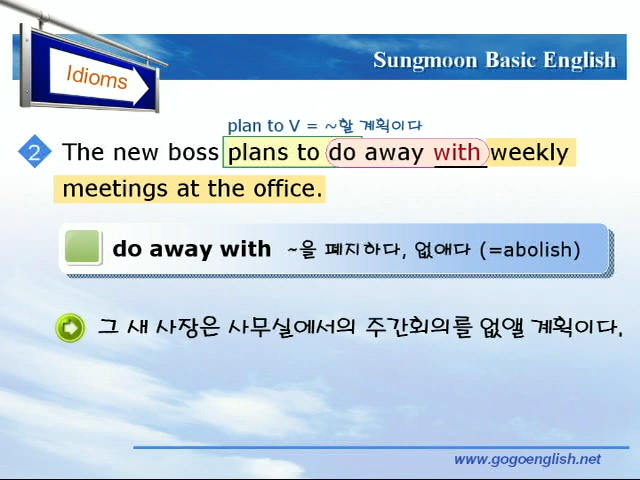 Sungmoon Basic English
Idioms
plan to V = ~할 계획이다
2 The new boss plans to do away with weekly
meetings at the office.
do away with ~을 폐지하다, 없애다 (=abolish)
그 새 사장은 사무실에서의 주간회의를 없앨 계획이다.
www.gogoenglish.net